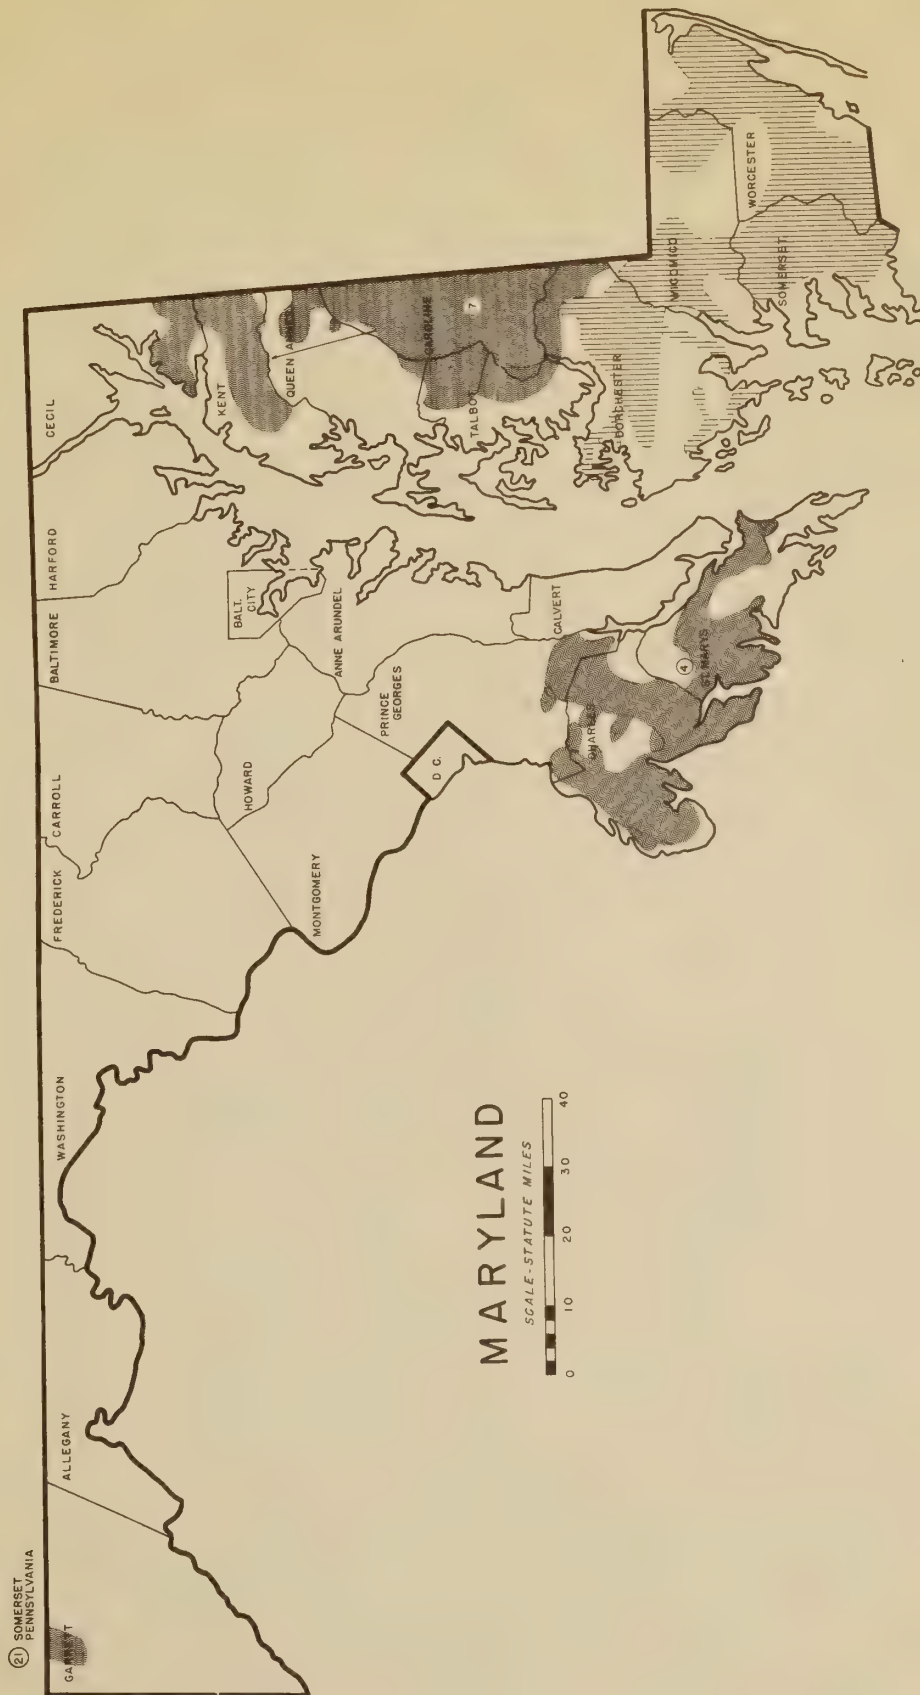 21 SOMERSET
PENNSYLVANIA
GARRETT
ALLEGANY
WASHINGTON
FREDERICK
CARROLL
BALTIMORE
HARFORD
CECIL
KENT
QUEEN
BALT.
CITY
HOWARD
MONTGOMERY
ANNE ARUNDEL
PRINCE
GEORGES
D C.
CAROLINE
7
TALBOT
CALVERT
CHARLES
4
ST MARYS
DORCHESTER
WICOMICO
WORCESTER
SOMERSET
MARYLAND
SCALE-STATUTE MILES
0 10 20 30 40